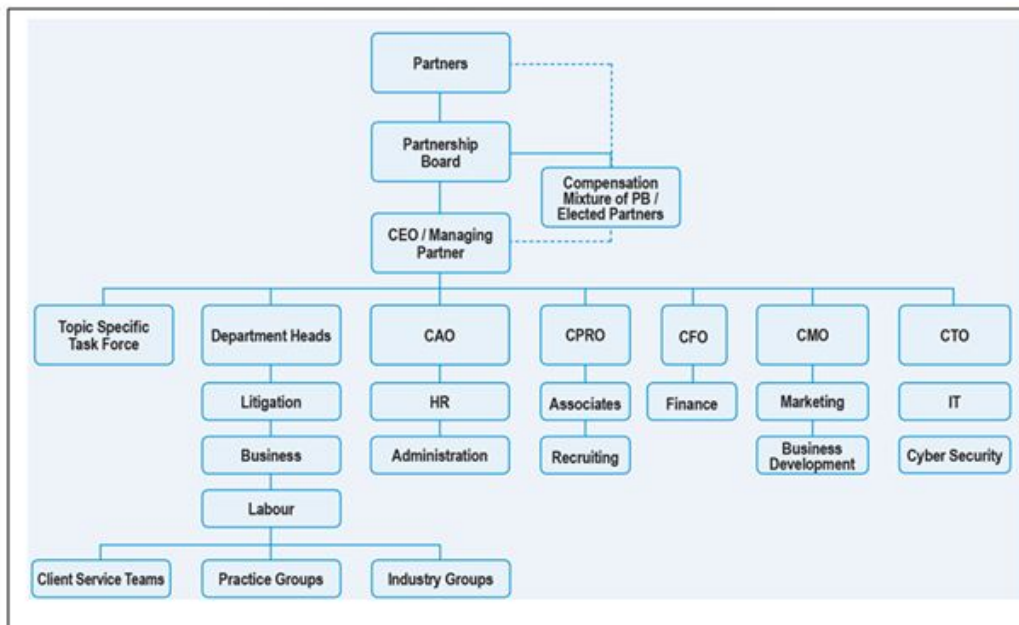 Partners
Partnership
Board
Compensation
Mixture of PB /
Elected Partners
CEO / Managing
Partner
Topic Specific
Task Force
Department Heads
CAO
CPRO
CFO
CMO
CTO
Litigation
HR
Associates
Finance
Marketing
IT
Business
Administration
Recruiting
Business
Development
Cyber Security
Labour
Client Service Teams
Practice Groups
Industry Groups